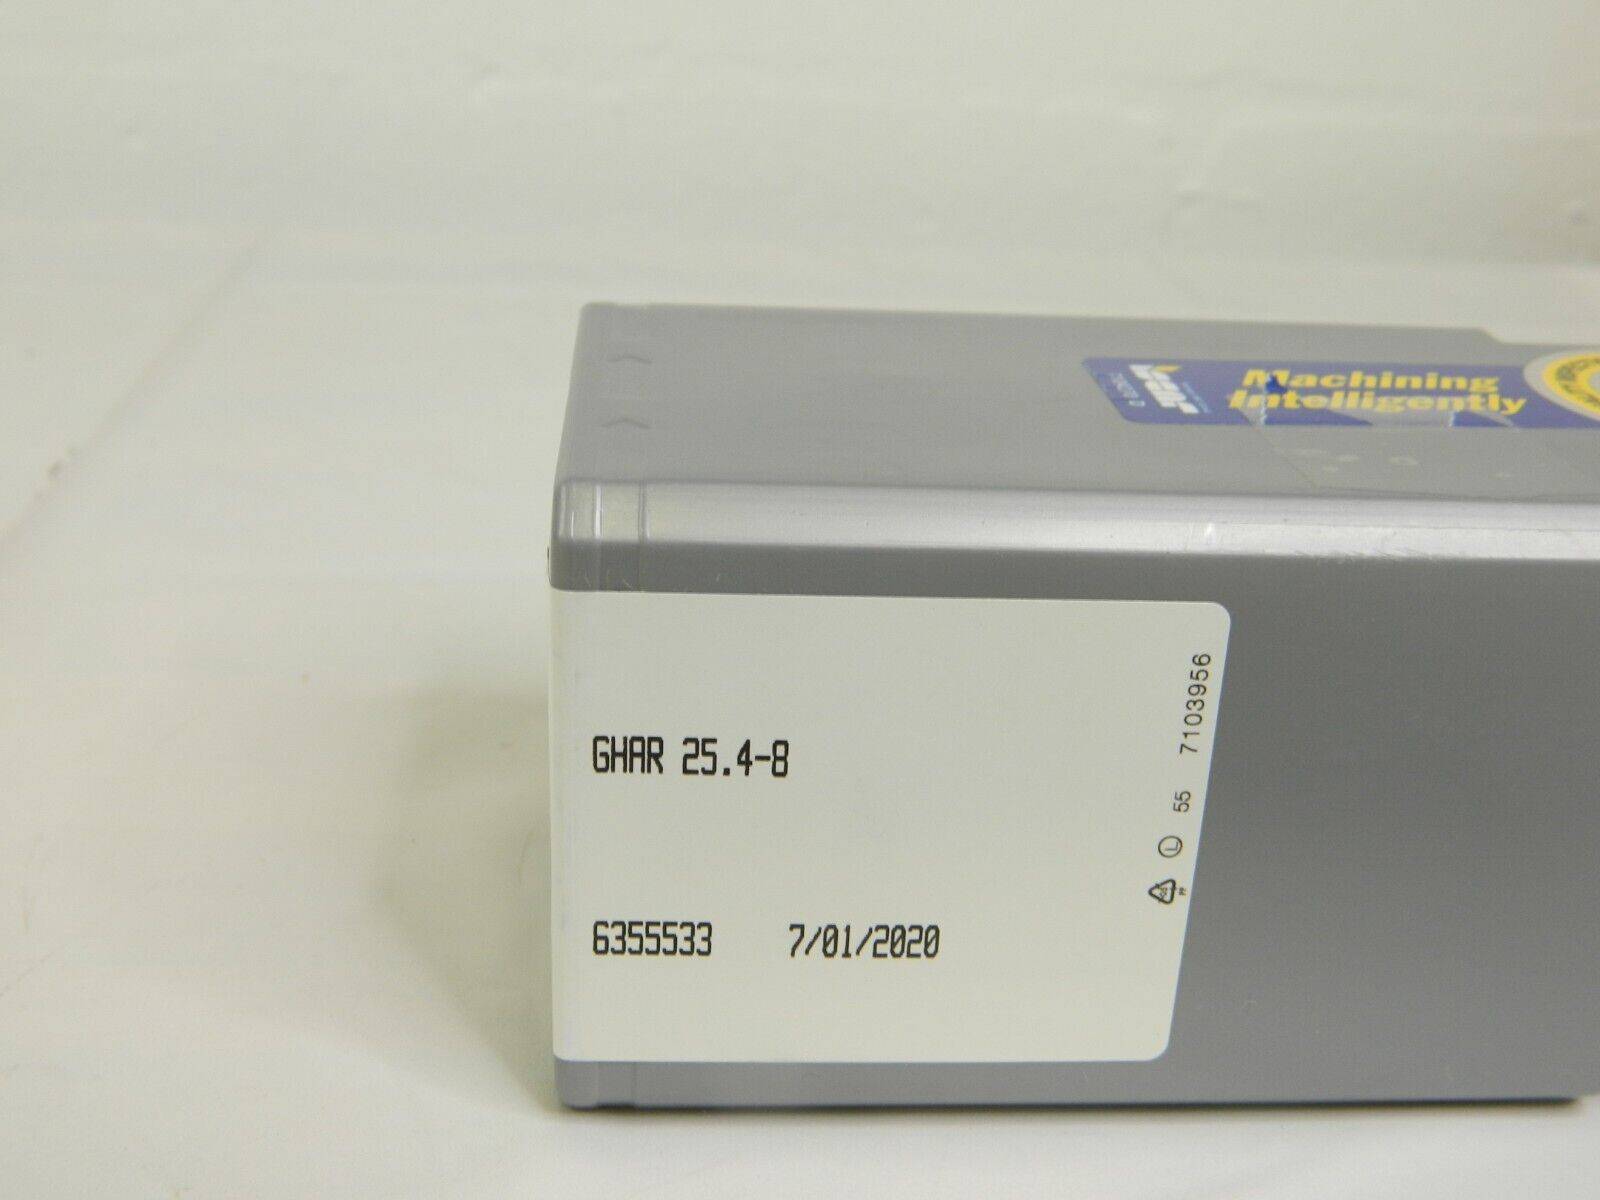 Machining
Intelligently
GHAR 25.4-8
6355533 7/01/2020
55 7103956